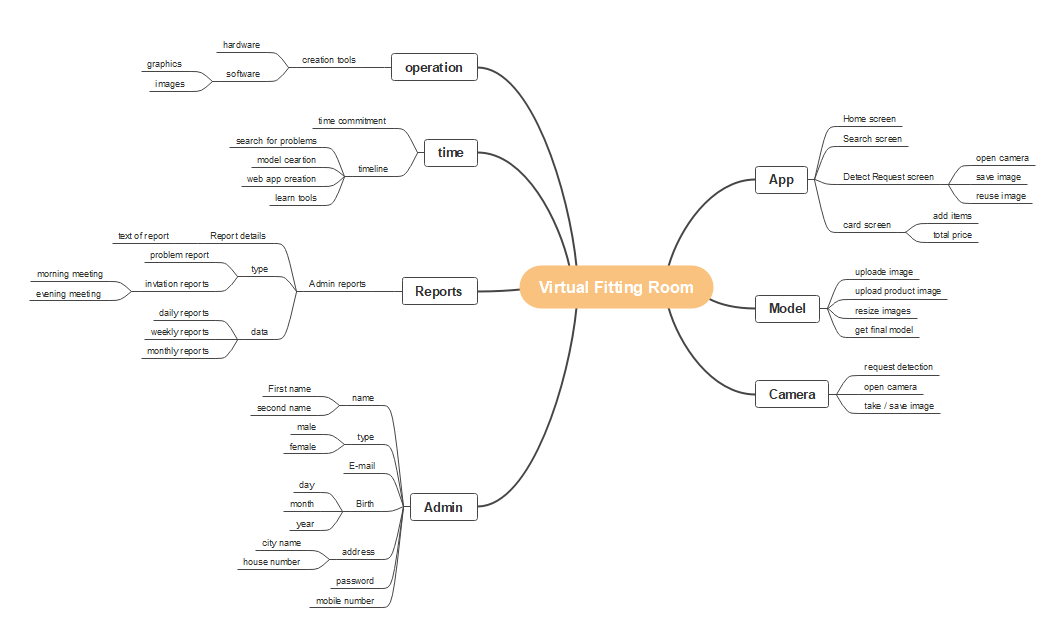 Virtual Fitting Room
operation
creation tools
hardware
software
graphics
images
time
time commitment
timeline
search for problems
model ceartion
web app creation
learn tools
Reports
Admin reports
Report details
text of report
type
problem report
invtation reports
morning meeting
evening meeting
data
daily reports
weekly reports
monthly reports
Admin
name
First name
second name
type
male
female
E-mail
Birth
day
month
year
address
city name
house number
password
mobile number
App
Home screen
Search screen
Detect Request screen
open camera
save image
reuse image
card screen
add items
total price
Model
uploade image
upload product image
resize images
get final model
Camera
request detection
open camera
take / save image